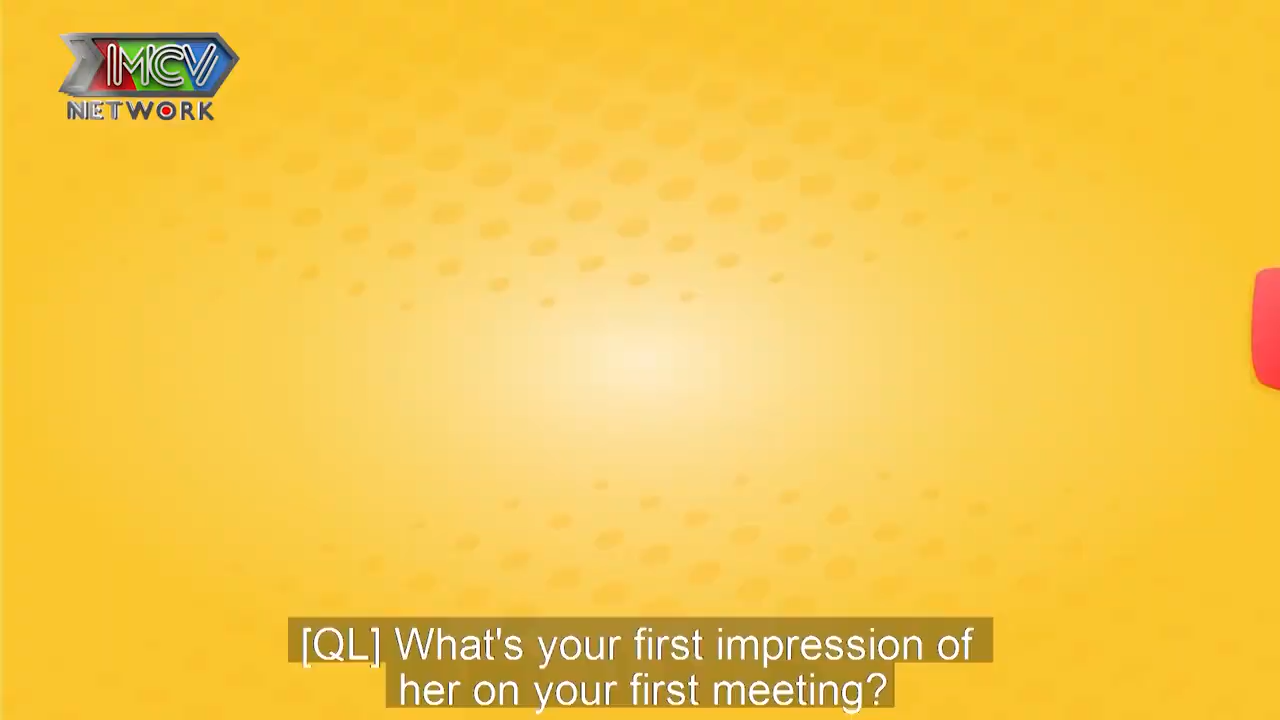 MCV
NETWORK
[QL] What's your first impression of
her on your first meeting?